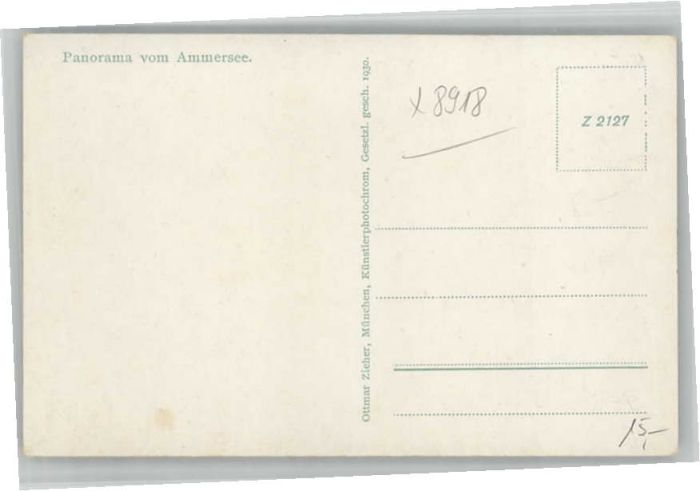 Panorama vom Ammersee.
Ottmar Zieher, München, Künstlerphotochrom, Gesetzl. gesch. 1930.
x 8918
Z 2127
15,-